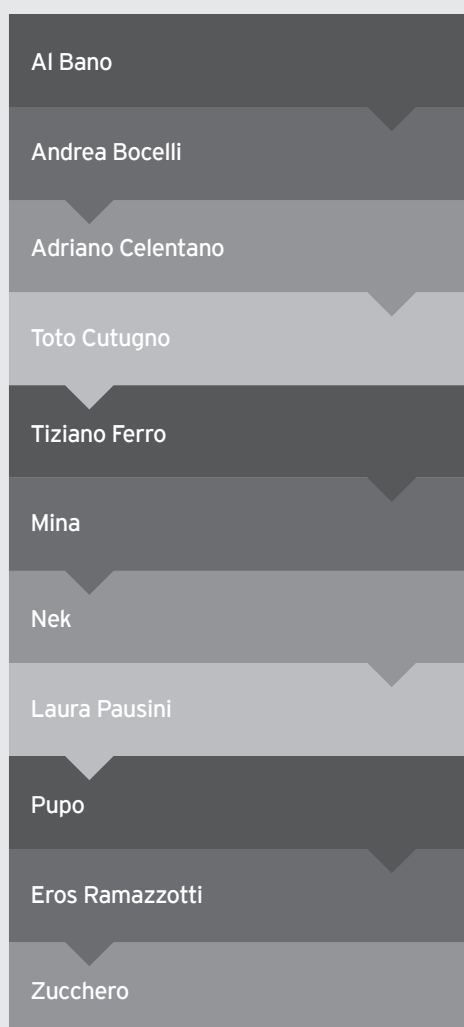 Al Bano
Andrea Bocelli
Adriano Celentano
Toto Cutugno
Tiziano Ferro
Mina
Nek
Laura Pausini
Pupo
Eros Ramazzotti
Zucchero